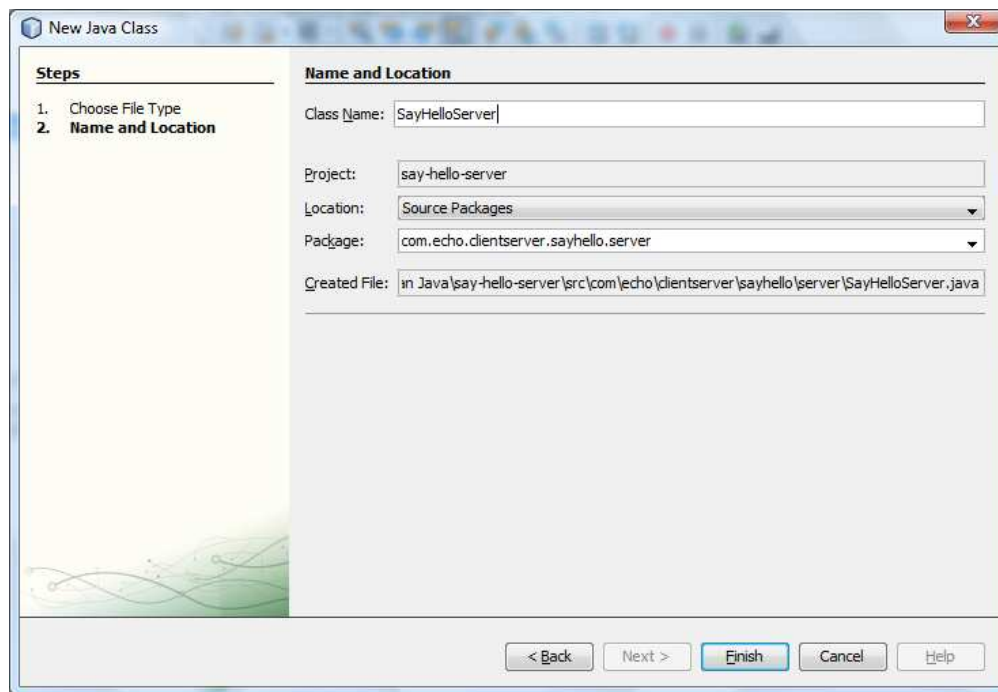 New Java Class
Steps
1. Choose File Type
2. Name and Location
Name and Location
Class Name: SayHelloServer
Project: say-hello-server
Location: Source Packages
Package: com.echo.clientserver.sayhello.server
Created File: an Java\say-hello-server\src\com\echo\clientserver\sayhello\server\SayHelloServer.java
< Back Next > Finish Cancel Help